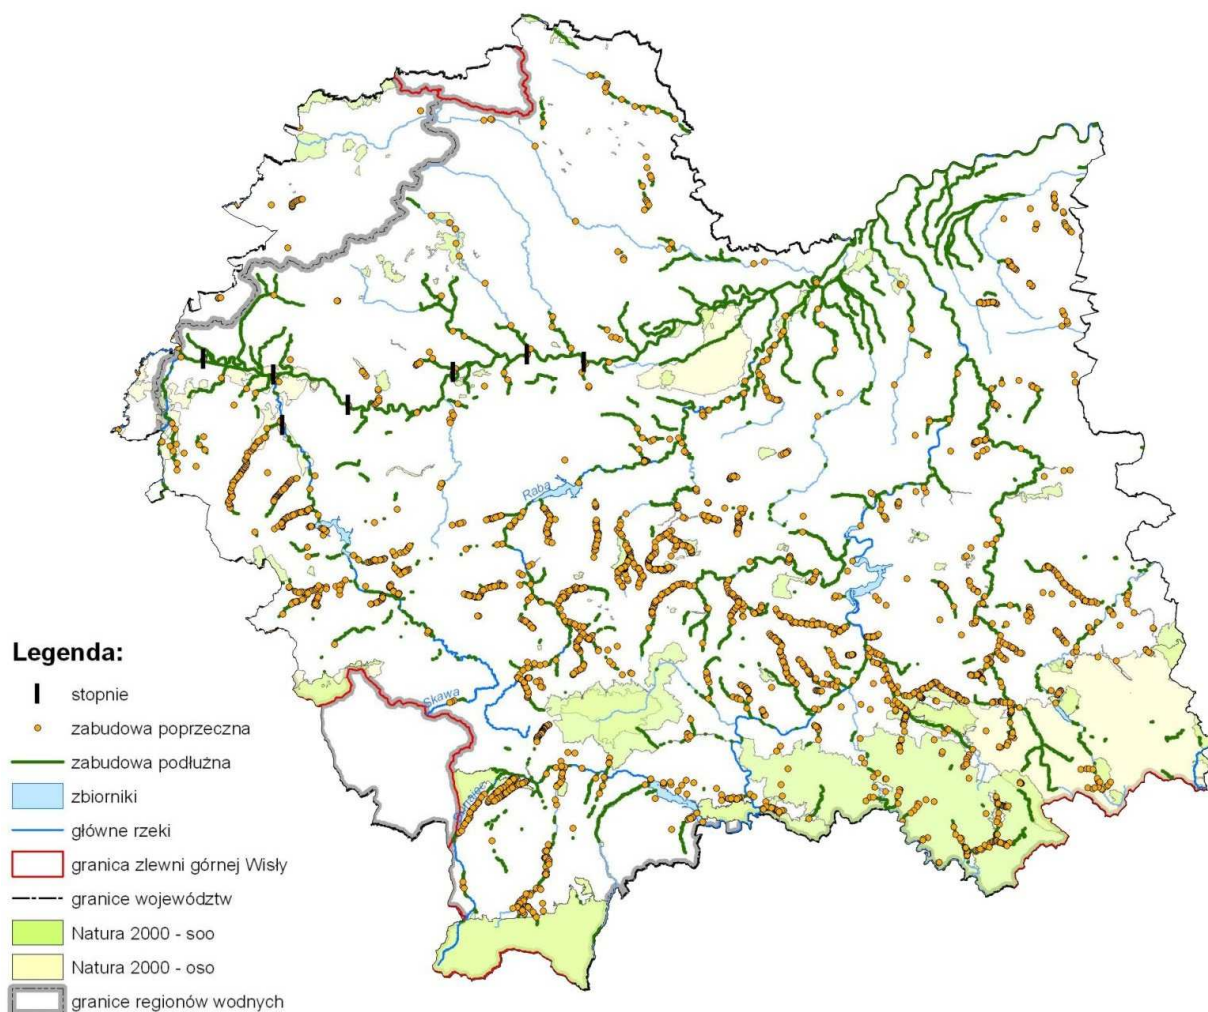 Raba
Skawa
Legenda:
stopnie
zabudowa poprzeczna
zabudowa podłużna
zbiorniki
główne rzeki
granica zlewni górnej Wisły
granice województw
Natura 2000 - soo
Natura 2000 - oso
granice regionów wodnych